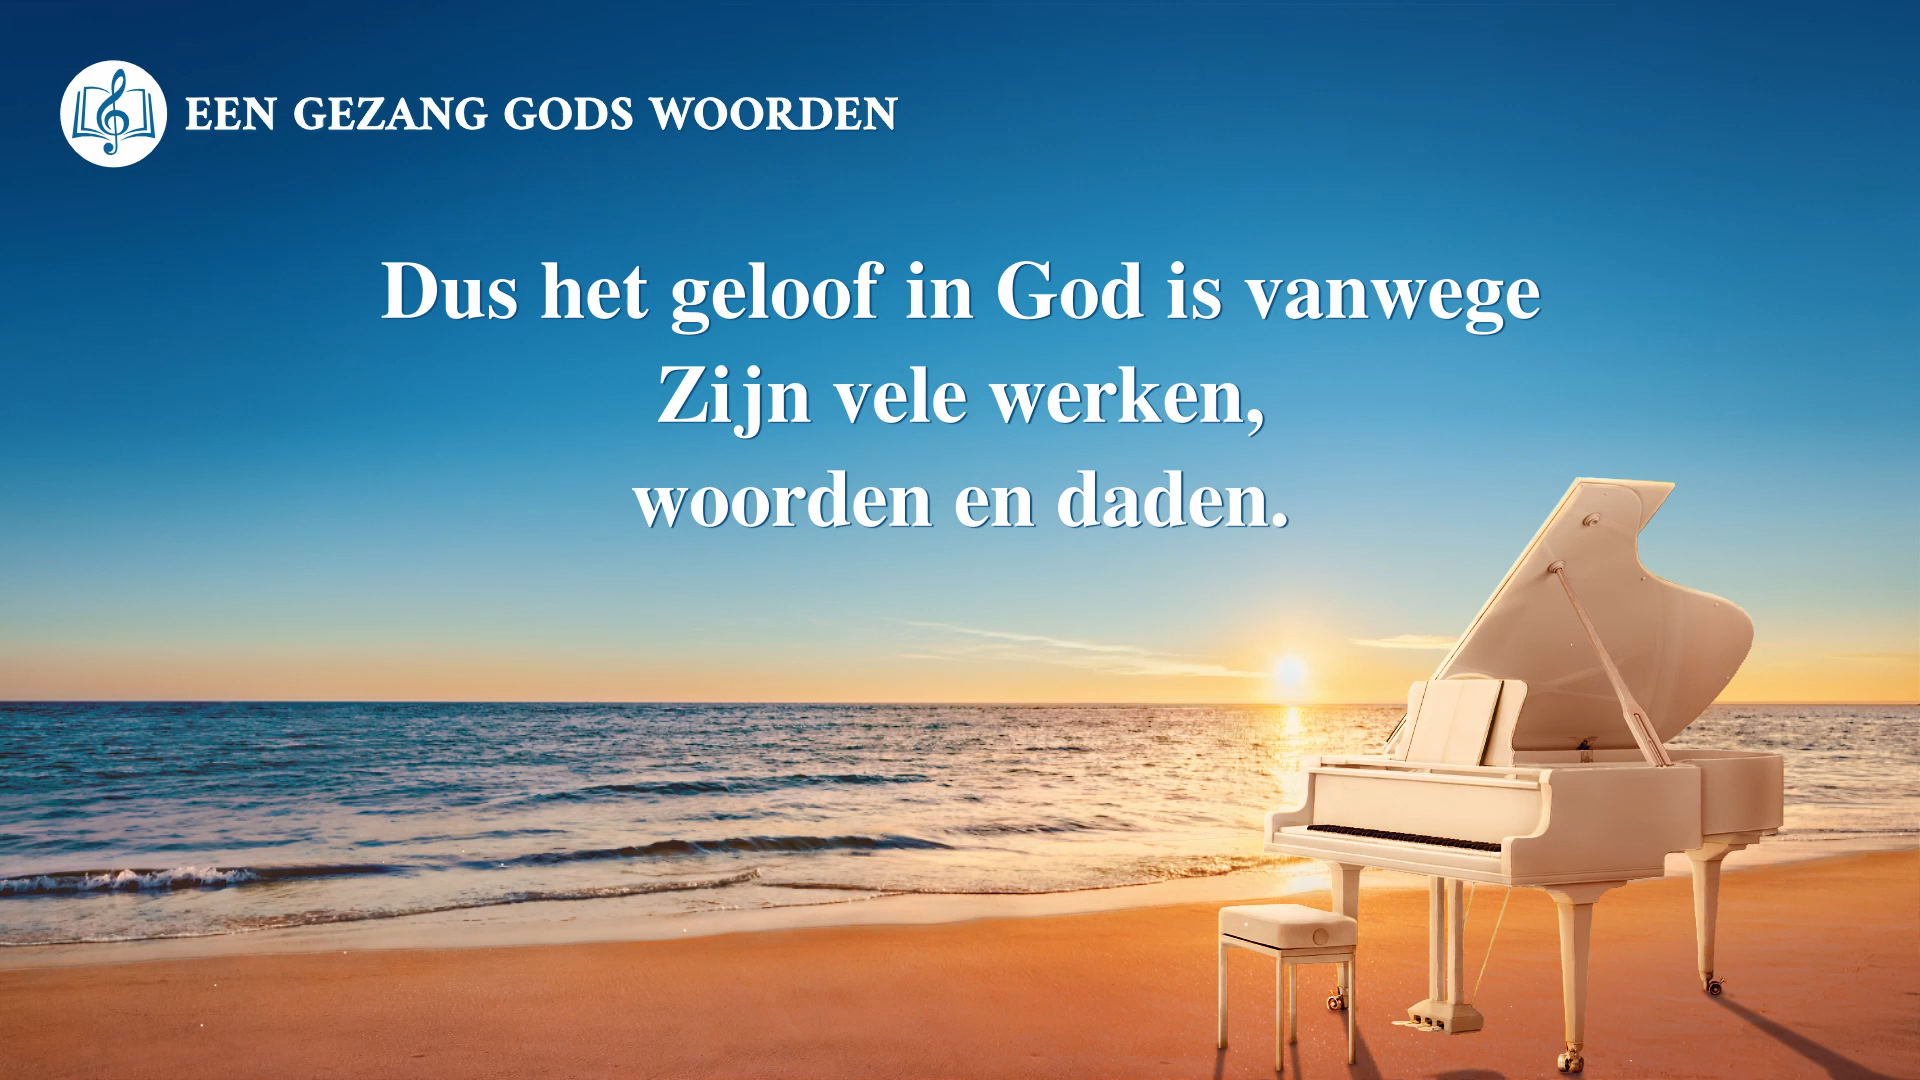 EEN GEZANG GODS WOORDEN
Dus het geloof in God is vanwege
Zijn vele werken,
woorden en daden.